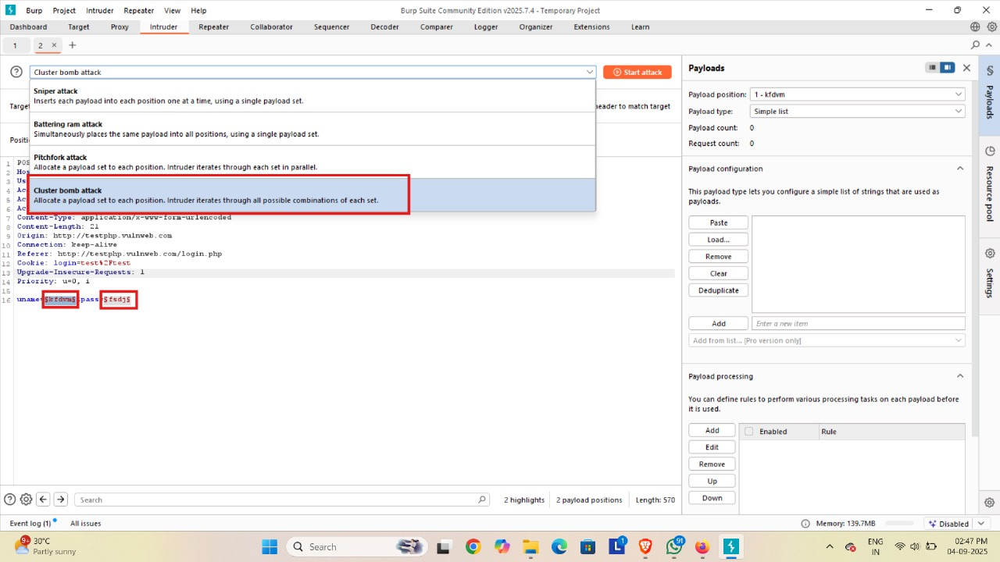 Burp Project Intruder Repeater View Help
Burp Suite Community Edition v2025.7.4 - Temporary Project
Dashboard Target Proxy Intruder Repeater Collaborator Sequencer Decoder Comparer Logger Organizer Extensions Learn
1 2 × +
Cluster bomb attack
Start attack
Sniper attack
Inserts each payload into each position one at a time, using a single payload set.
Target
header to match target
Battering ram attack
Simultaneously places the same payload into all positions, using a single payload set.
Positi
Pitchfork attack
Allocate a payload set to each position. Intruder iterates through each set in parallel.
Cluster bomb attack
Allocate a payload set to each position. Intruder iterates through all possible combinations of each set.
1 POS
2 Hos
3 Us
4 Ac
5 Ac
6 Ac
7 Content-Type: application/x-www-form-urlencoded
8 Content-Length: 21
9 Origin: http://testphp.vulnweb.com
10 Connection: keep-alive
11 Referer: http://testphp.vulnweb.com/login.php
12 Cookie: login=test%2Ftest
13 Upgrade-Insecure-Requests: 1
14 Priority: u=0, i
15
16 uname=§kfdvm§&pass=§fsdj§
Search
2 highlights
2 payload positions
Length: 570
Payloads
Payload position: 1 - kfdvm
Payload type: Simple list
Payload count: 0
Request count: 0
Payload configuration
This payload type lets you configure a simple list of strings that are used as
payloads.
Paste
Load...
Remove
Clear
Deduplicate
Add Enter a new item
Add from list... [Pro version only]
Payload processing
You can define rules to perform various processing tasks on each payload before
it is used.
Add
Edit
Remove
Up
Down
Enabled Rule
Payloads
Resource pool
Settings
Event log (1) All issues
Memory: 139.7MB
Disabled
9+
30°C
Partly sunny
Search
1
91
ENG
IN
02:47 PM
04-09-2025